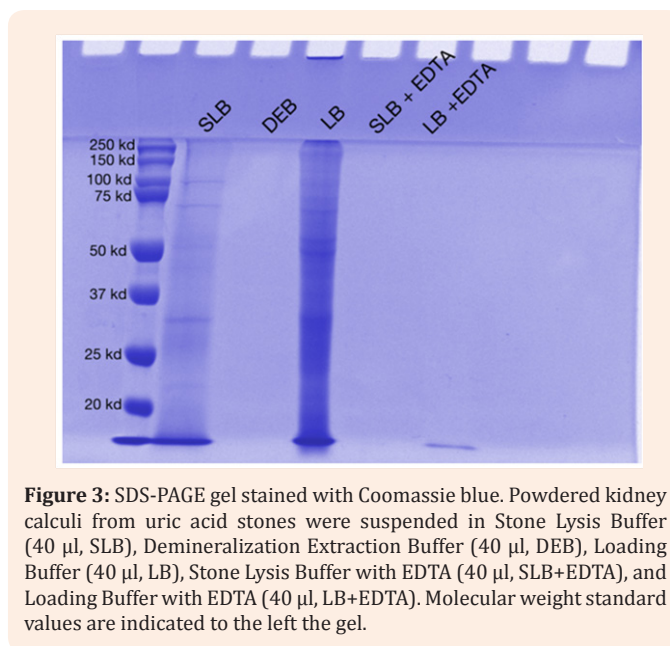 SLB
DEB
LB
SLB + EDTA
LB +EDTA
250 kd
150 kd
100 kd
75 kd
50 kd
37 kd
25 kd
20 kd
Figure 3: SDS-PAGE gel stained with Coomassie blue. Powdered kidney
calculi from uric acid stones were suspended in Stone Lysis Buffer
(40 µl, SLB), Demineralization Extraction Buffer (40 µl, DEB), Loading
Buffer (40 µl, LB), Stone Lysis Buffer with EDTA (40 µl, SLB+EDTA), and
Loading Buffer with EDTA (40 µl, LB+EDTA). Molecular weight standard
values are indicated to the left the gel.